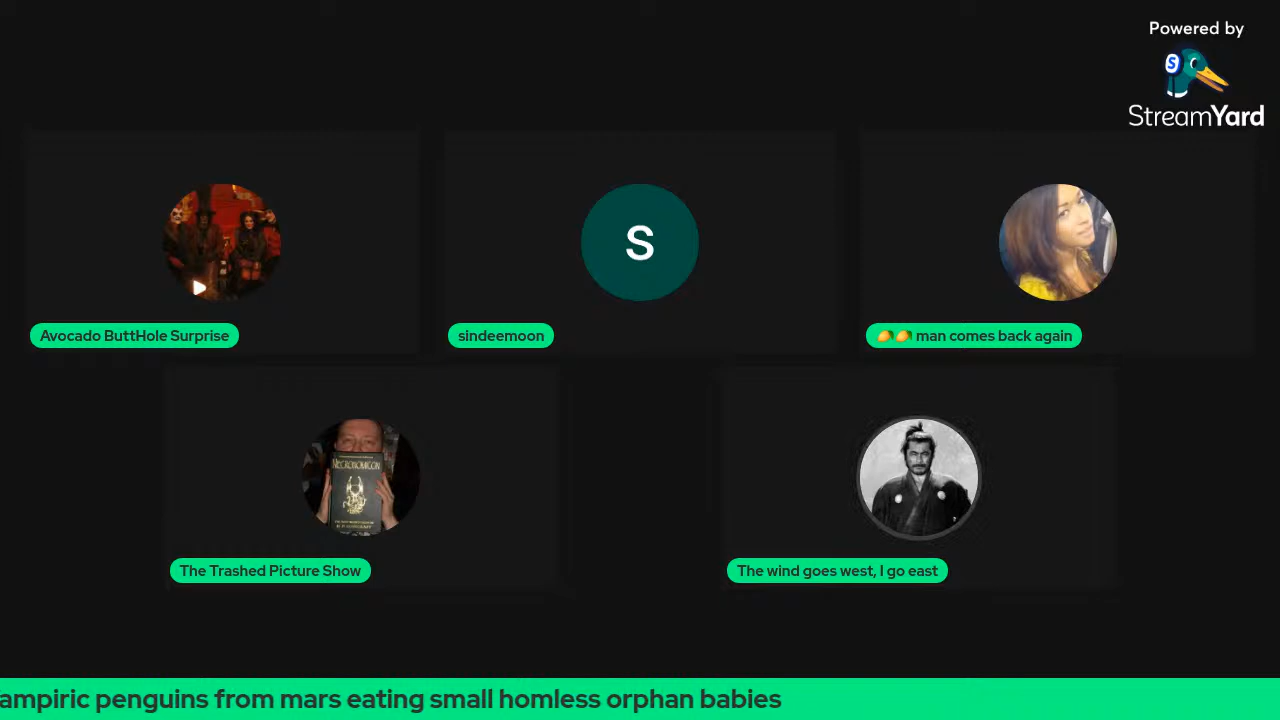 Powered by
S
StreamYard
S
Avocado ButtHole Surprise
sindeemoon
🥭🥭 man comes back again
NECRONOMICON
The Trashed Picture Show
The wind goes west, I go east
ampiric penguins from mars eating small homless orphan babies